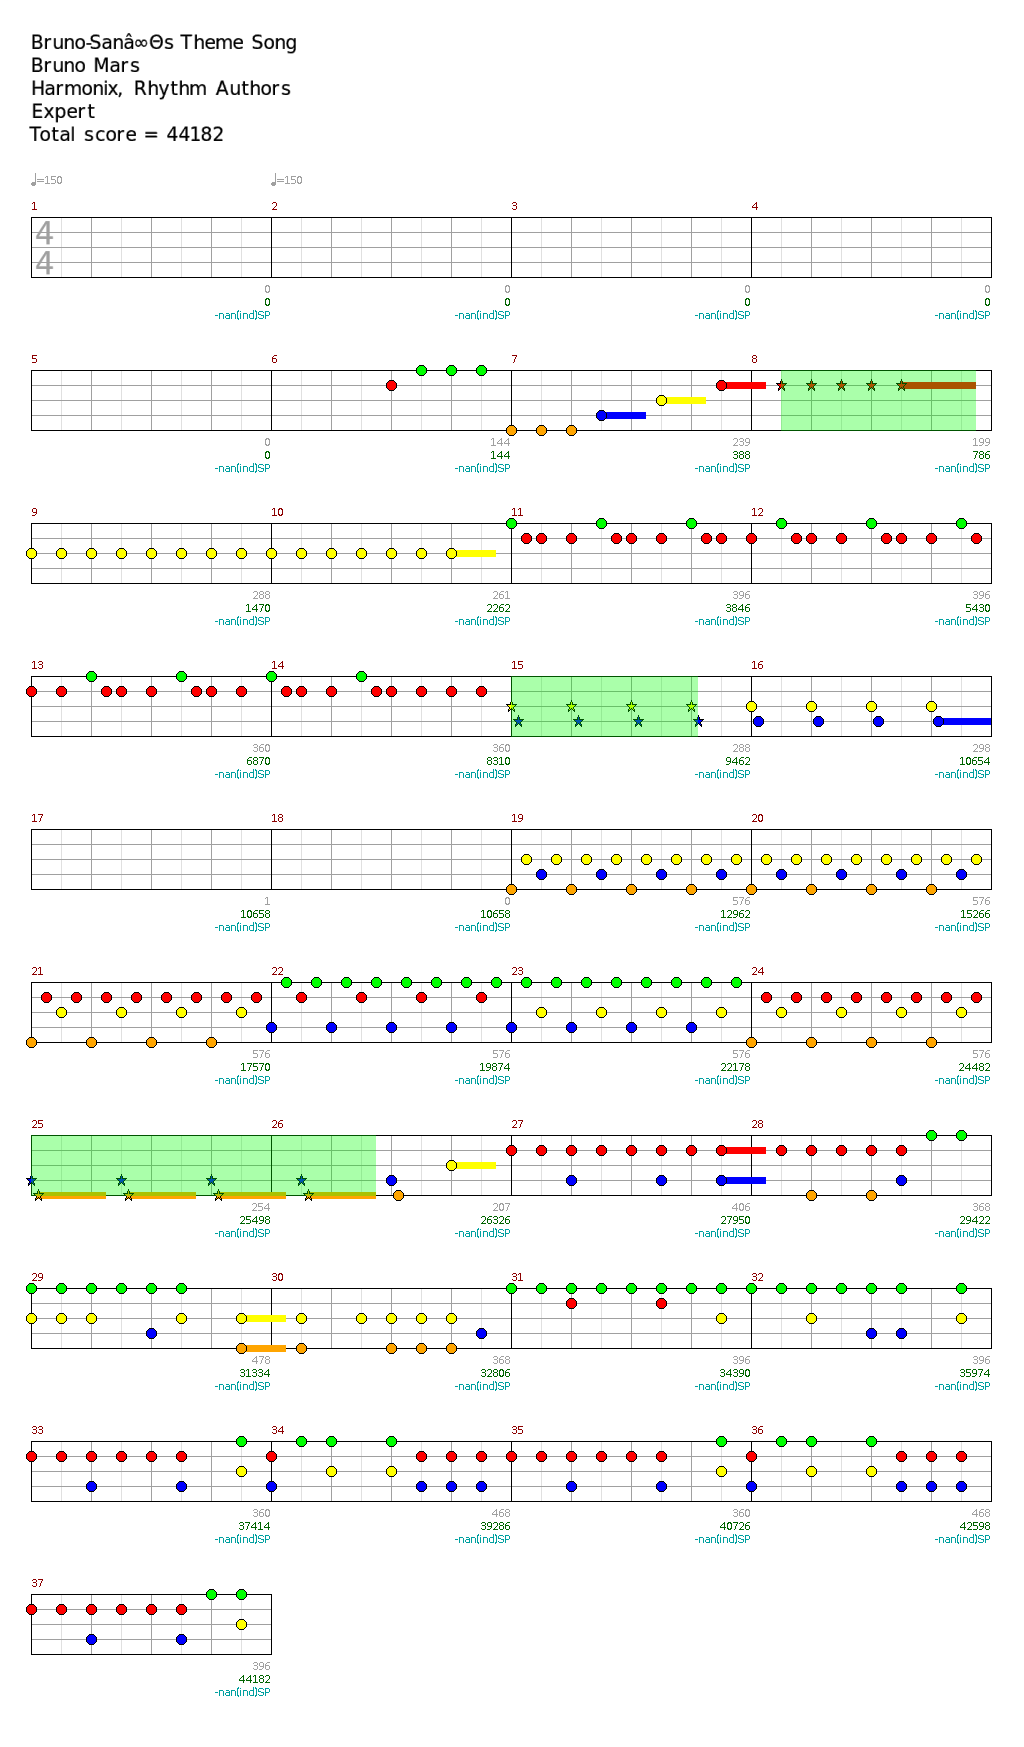 Bruno-Sanâ∞Θs Theme Song
Bruno Mars
Harmonix, Rhythm Authors
Expert
Total score = 44182
♩=150 ♩=150
1 2 3 4
4
4
0 0 0 0
0 0 0 0
-nan(ind)SP -nan(ind)SP -nan(ind)SP -nan(ind)SP
5 6 7 8
0 144 239 199
0 144 388 786
-nan(ind)SP -nan(ind)SP -nan(ind)SP -nan(ind)SP
9 10 11 12
288 261 396 396
1470 2262 3846 5430
-nan(ind)SP -nan(ind)SP -nan(ind)SP -nan(ind)SP
13 14 15 16
360 360 288 298
6870 8310 9462 10654
-nan(ind)SP -nan(ind)SP -nan(ind)SP -nan(ind)SP
17 18 19 20
1 0 576 576
10658 10658 12962 15266
-nan(ind)SP -nan(ind)SP -nan(ind)SP -nan(ind)SP
21 22 23 24
576 576 576 576
17570 19874 22178 24482
-nan(ind)SP -nan(ind)SP -nan(ind)SP -nan(ind)SP
25 26 27 28
254 207 406 368
25498 26326 27950 29422
-nan(ind)SP -nan(ind)SP -nan(ind)SP -nan(ind)SP
29 30 31 32
478 368 396 396
31334 32806 34390 35974
-nan(ind)SP -nan(ind)SP -nan(ind)SP -nan(ind)SP
33 34 35 36
360 468 360 468
37414 39286 40726 42598
-nan(ind)SP -nan(ind)SP -nan(ind)SP -nan(ind)SP
37
396
44182
-nan(ind)SP